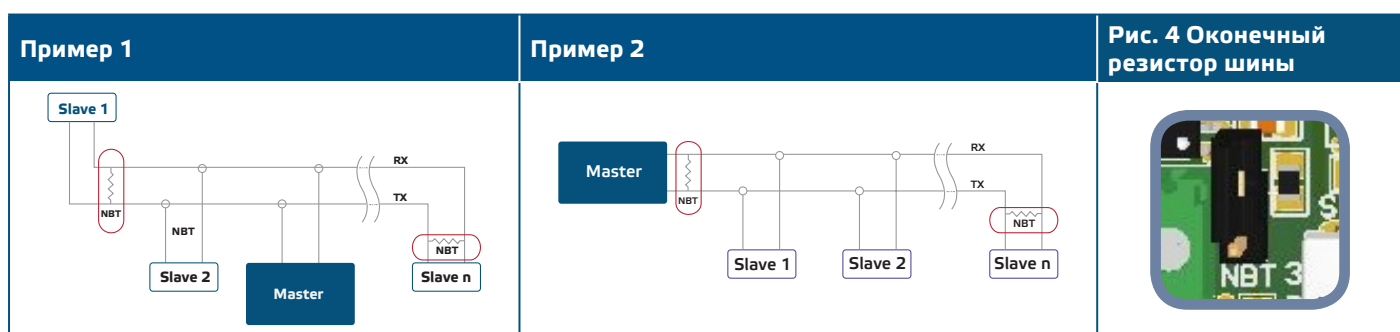 Пример 1
Пример 2
Рис. 4 Оконечный
резистор шины
Slave 1
RX
TX
NBT
NBT
NBT
Slave 2
Master
Slave n
Master
RX
TX
NBT
NBT
Slave 1
Slave 2
Slave n
NBT 3
S